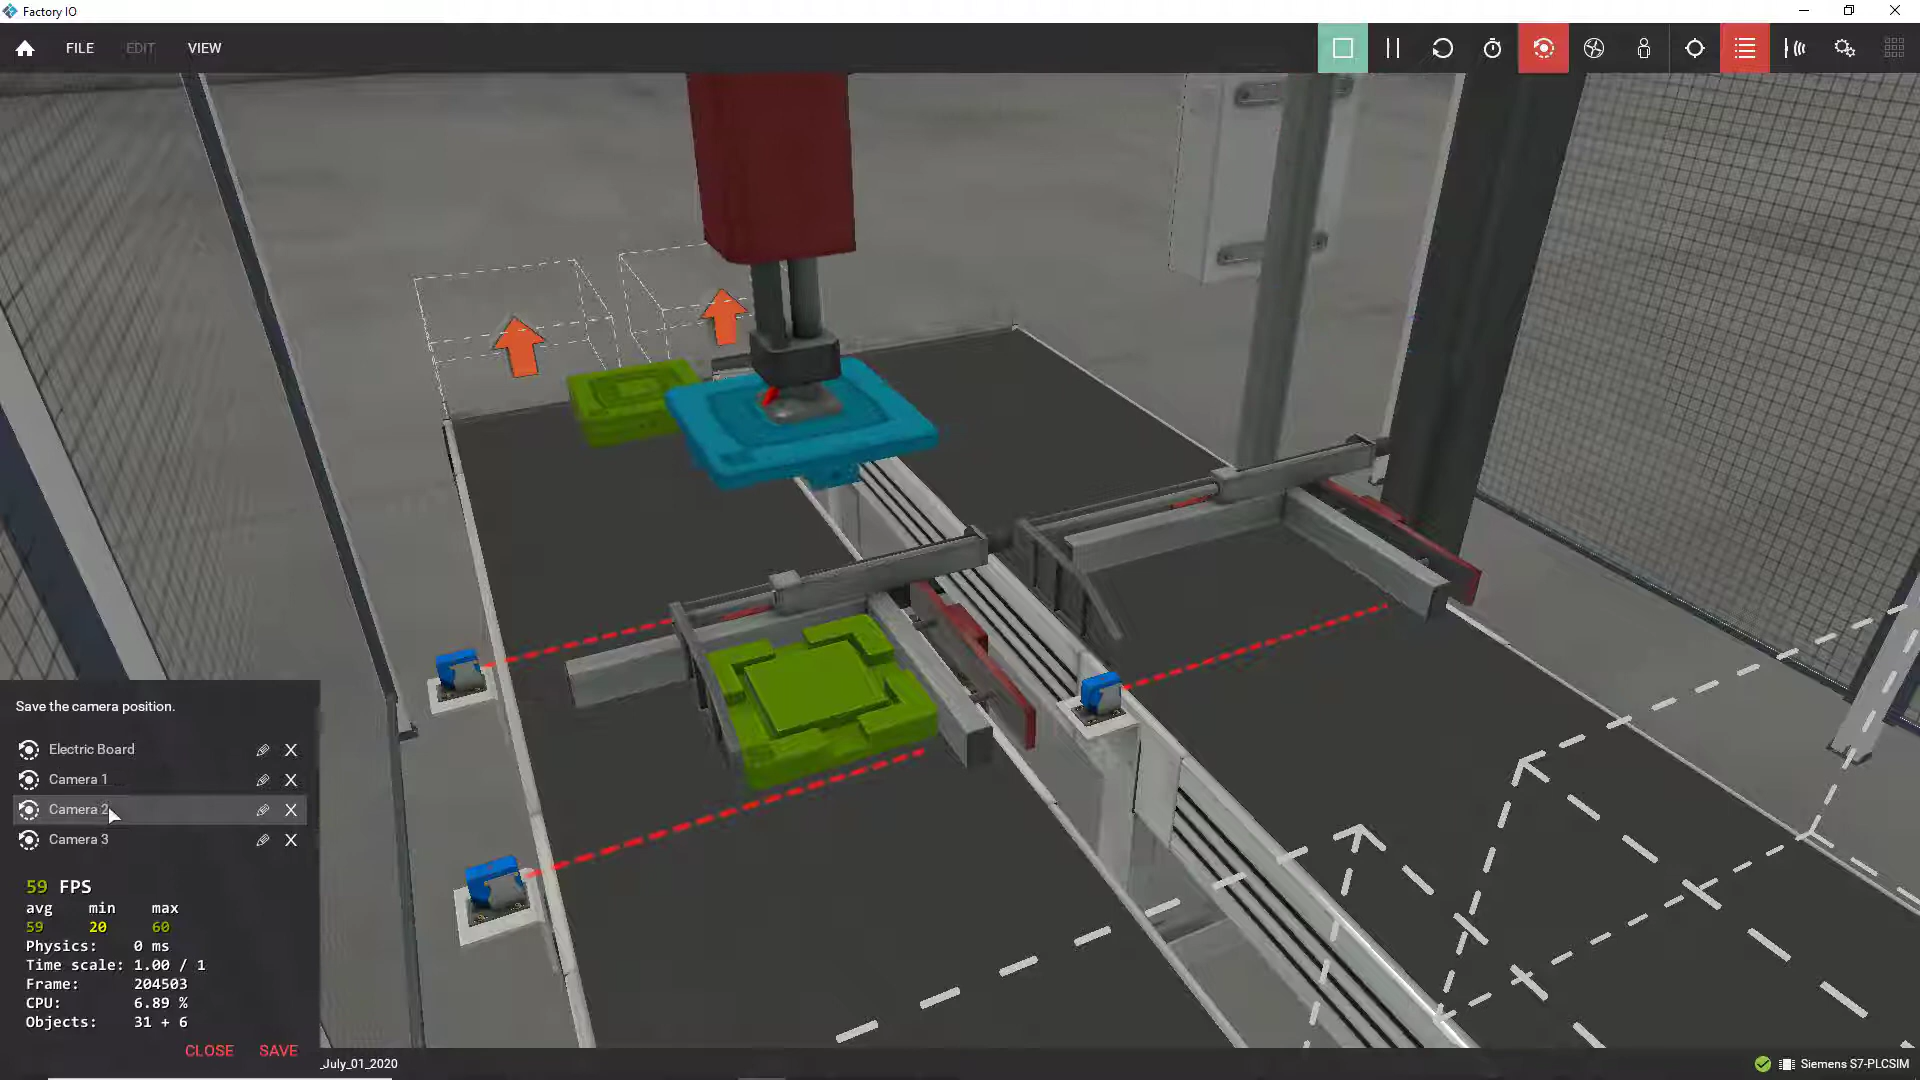 Factory IO
FILE EDIT VIEW
Save the camera position.
Electric Board
Camera 1
Camera 2
Camera 3
59 FPS
avg min max
59 20 60
Physics: 0 ms
Time scale: 1.00 / 1
Frame: 204503
CPU: 6.89 %
Objects: 31 + 6
CLOSE SAVE
_July_01_2020
Siemens S7-PLCSIM